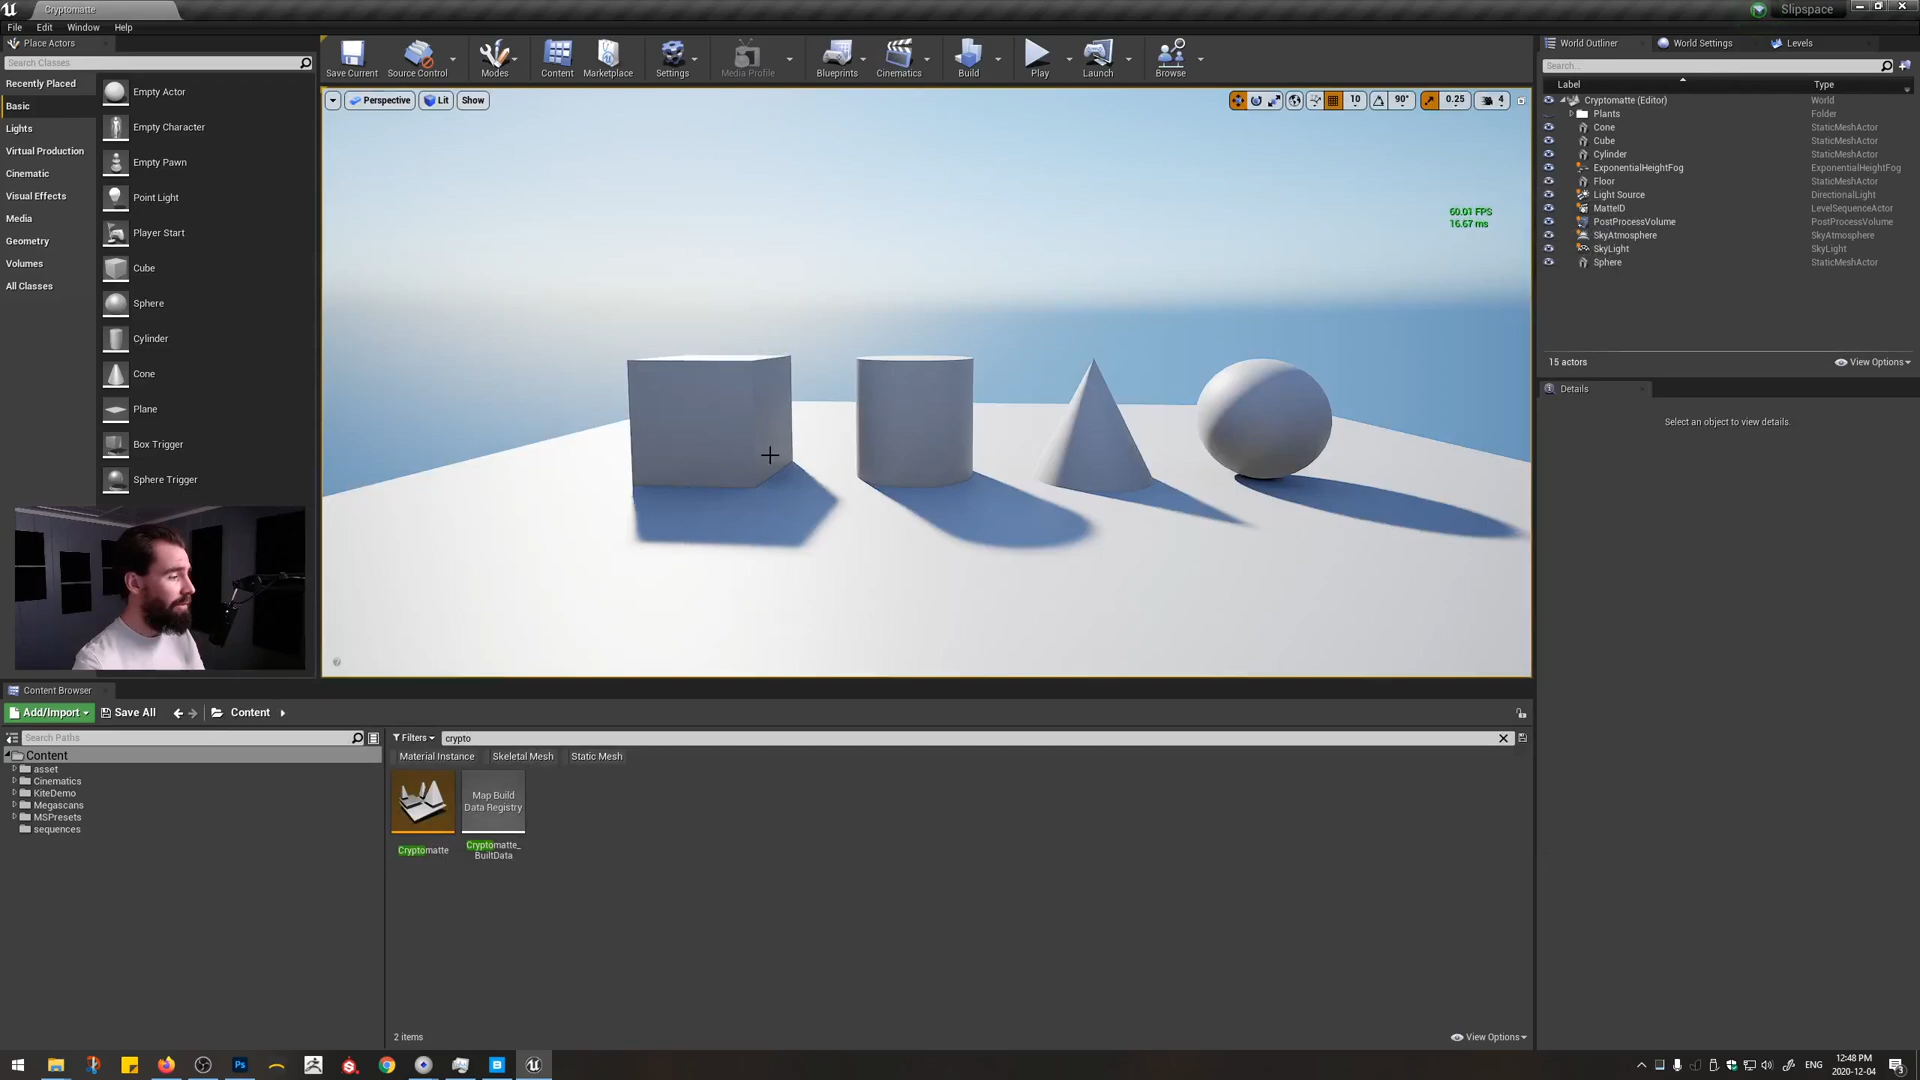 Cryptomatte
Slipspace
File Edit Window Help
Place Actors
Search Classes
Recently Placed
Basic
Lights
Virtual Production
Cinematic
Visual Effects
Media
Geometry
Volumes
All Classes
Empty Actor
Empty Character
Empty Pawn
Point Light
Player Start
Cube
Sphere
Cylinder
Cone
Plane
Box Trigger
Sphere Trigger
Save Current Source Control Modes Content Marketplace Settings Media Profile Blueprints Cinematics Build Play Launch Browse
Perspective Lit Show
10 90° 0.25 4
60.01 FPS
16.67 ms
World Outliner World Settings Levels
Search...
Label Type
Cryptomatte (Editor) World
Plants Folder
Cone StaticMeshActor
Cube StaticMeshActor
Cylinder StaticMeshActor
ExponentialHeightFog ExponentialHeightFog
Floor StaticMeshActor
Light Source DirectionalLight
MatteID LevelSequenceActor
PostProcessVolume PostProcessVolume
SkyAtmosphere SkyAtmosphere
SkyLight SkyLight
Sphere StaticMeshActor
15 actors View Options
Details
Select an object to view details.
Content Browser
Add/Import Save All Content
Search Paths
Content
asset
Cinematics
KiteDemo
Megascans
MSPresets
sequences
Filters crypto
Material Instance Skeletal Mesh Static Mesh
Map Build
Data Registry
Cryptomatte
Cryptomatte_
BuiltData
2 items View Options
Ps
ENG
12:48 PM
2020-12-04
3